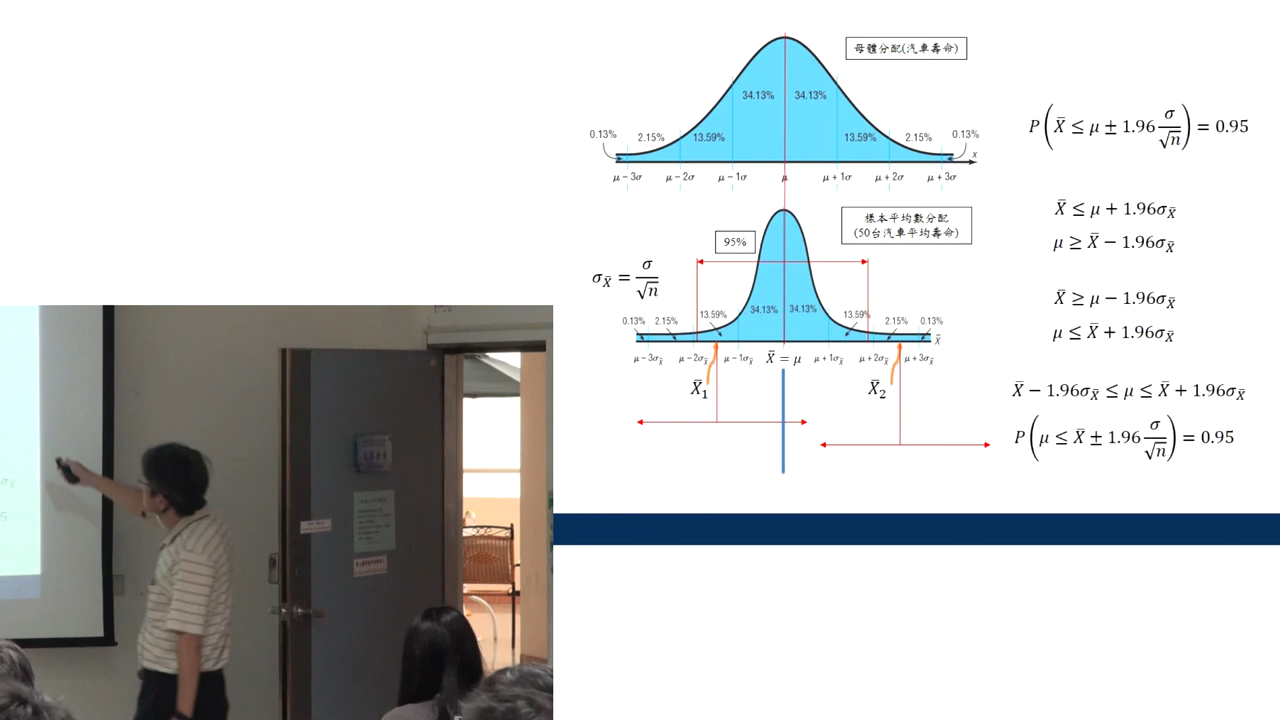 母體分配(汽車壽命)
34.13% 34.13%
0.13% 2.15% 13.59% 13.59% 2.15% 0.13%
x
μ − 3σ μ − 2σ μ − 1σ μ μ + 1σ μ + 2σ μ + 3σ
樣本平均數分配
(50台汽車平均壽命)
95%
σ_X̄ = σ/√n
34.13% 34.13%
0.13% 2.15% 13.59% 13.59% 2.15% 0.13%
X̄
μ − 3σ_X̄ μ − 2σ_X̄ μ − 1σ_X̄ X̄ = μ μ + 1σ_X̄ μ + 2σ_X̄ μ + 3σ_X̄
X̄₁ X̄₂
P(X̄ ≤ μ ± 1.96 σ/√n) = 0.95
X̄ ≤ μ + 1.96σ_X̄
μ ≥ X̄ − 1.96σ_X̄
X̄ ≥ μ − 1.96σ_X̄
μ ≤ X̄ + 1.96σ_X̄
X̄ − 1.96σ_X̄ ≤ μ ≤ X̄ + 1.96σ_X̄
P(μ ≤ X̄ ± 1.96 σ/√n) = 0.95